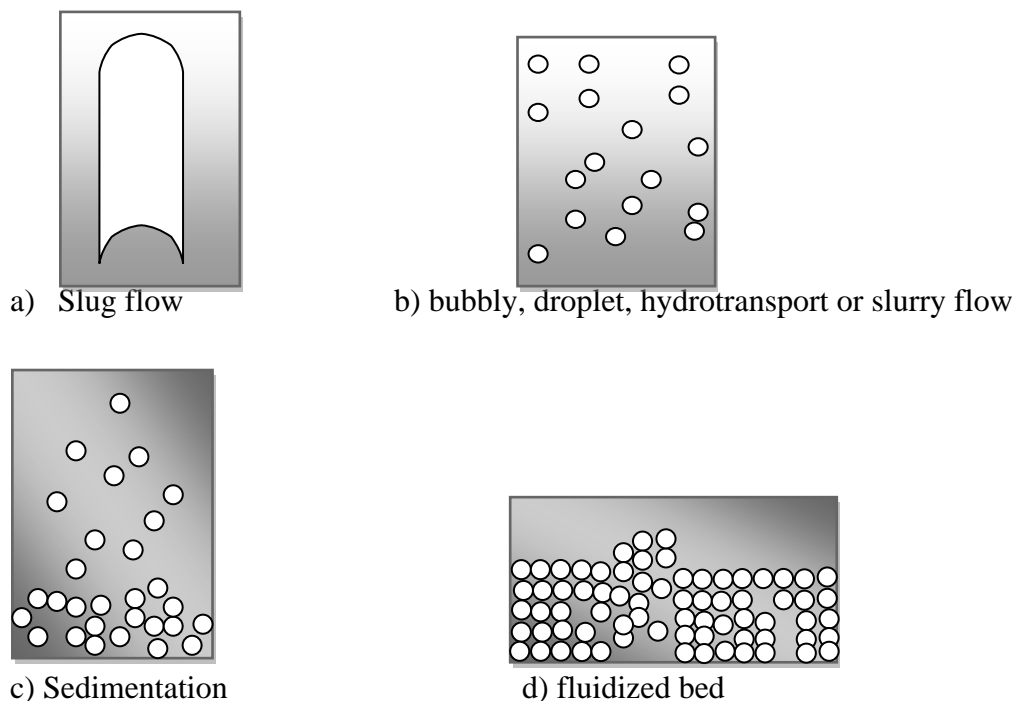 a) Slug flow
b) bubbly, droplet, hydrotransport or slurry flow
c) Sedimentation
d) fluidized bed